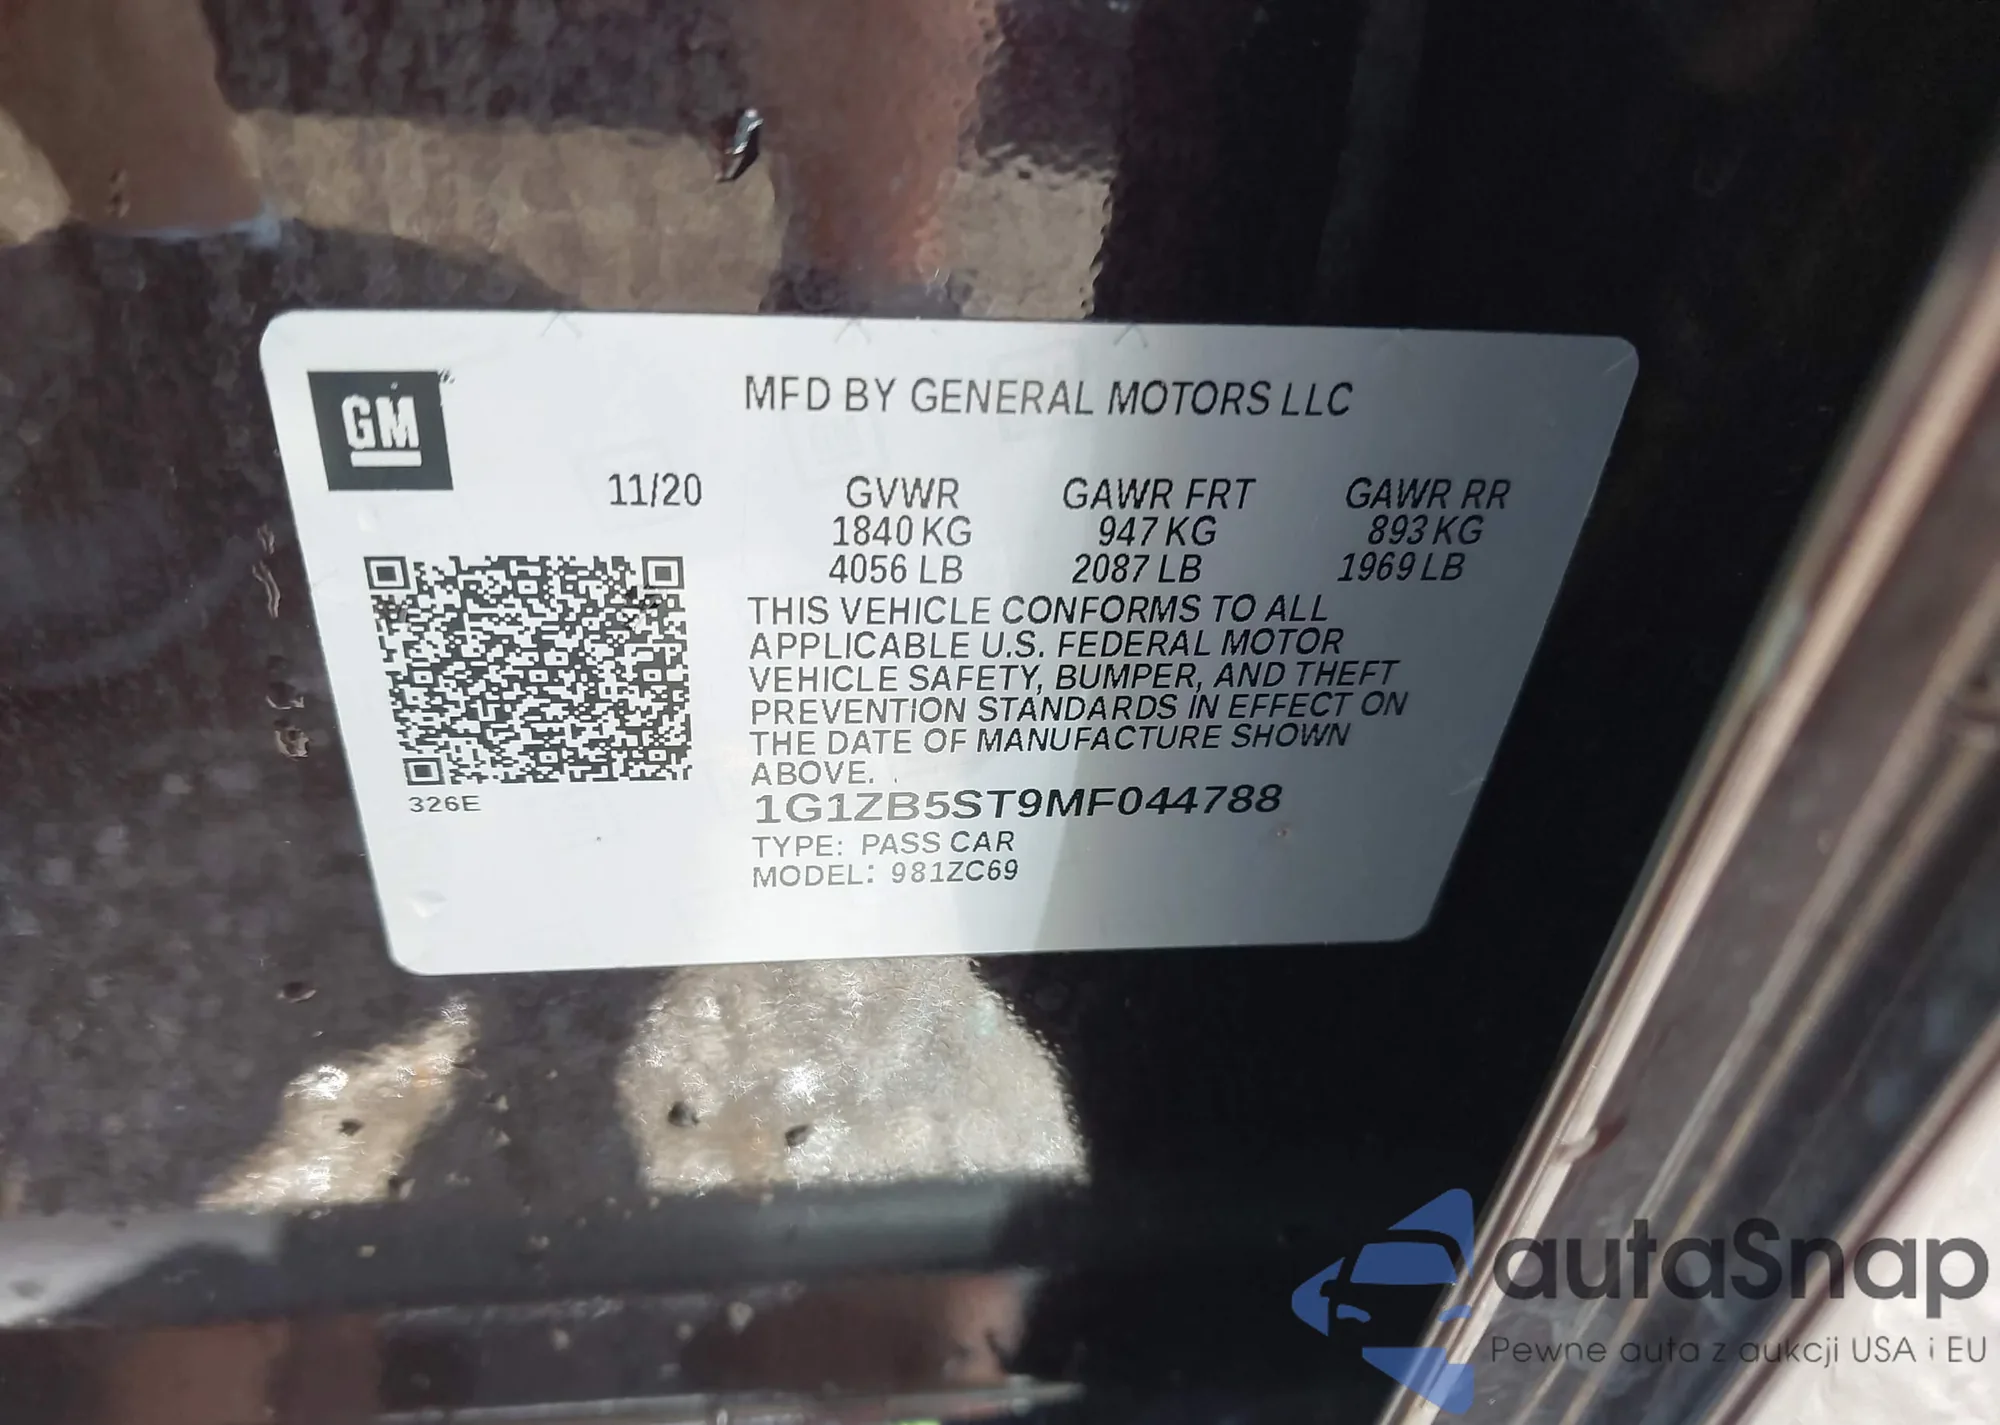 GM
MFD BY GENERAL MOTORS LLC
11/20
GVWR GAWR FRT GAWR RR
1840 KG 947 KG 893 KG
4056 LB 2087 LB 1969 LB
THIS VEHICLE CONFORMS TO ALL
APPLICABLE U.S. FEDERAL MOTOR
VEHICLE SAFETY, BUMPER, AND THEFT
PREVENTION STANDARDS IN EFFECT ON
THE DATE OF MANUFACTURE SHOWN
ABOVE.
326E
1G1ZB5ST9MF044788
TYPE: PASS CAR
MODEL: 981ZC69
autaSnap
Pewne auta z aukcji USA i EU